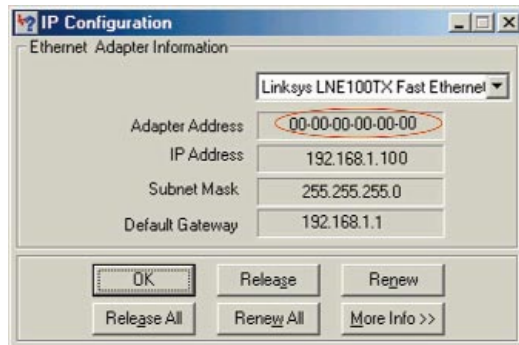 IP Configuration
Ethernet Adapter Information
Linksys LNE100TX Fast Ethernet
Adapter Address 00-00-00-00-00-00
IP Address 192.168.1.100
Subnet Mask 255.255.255.0
Default Gateway 192.168.1.1
OK Release Renew
Release All Renew All More Info >>